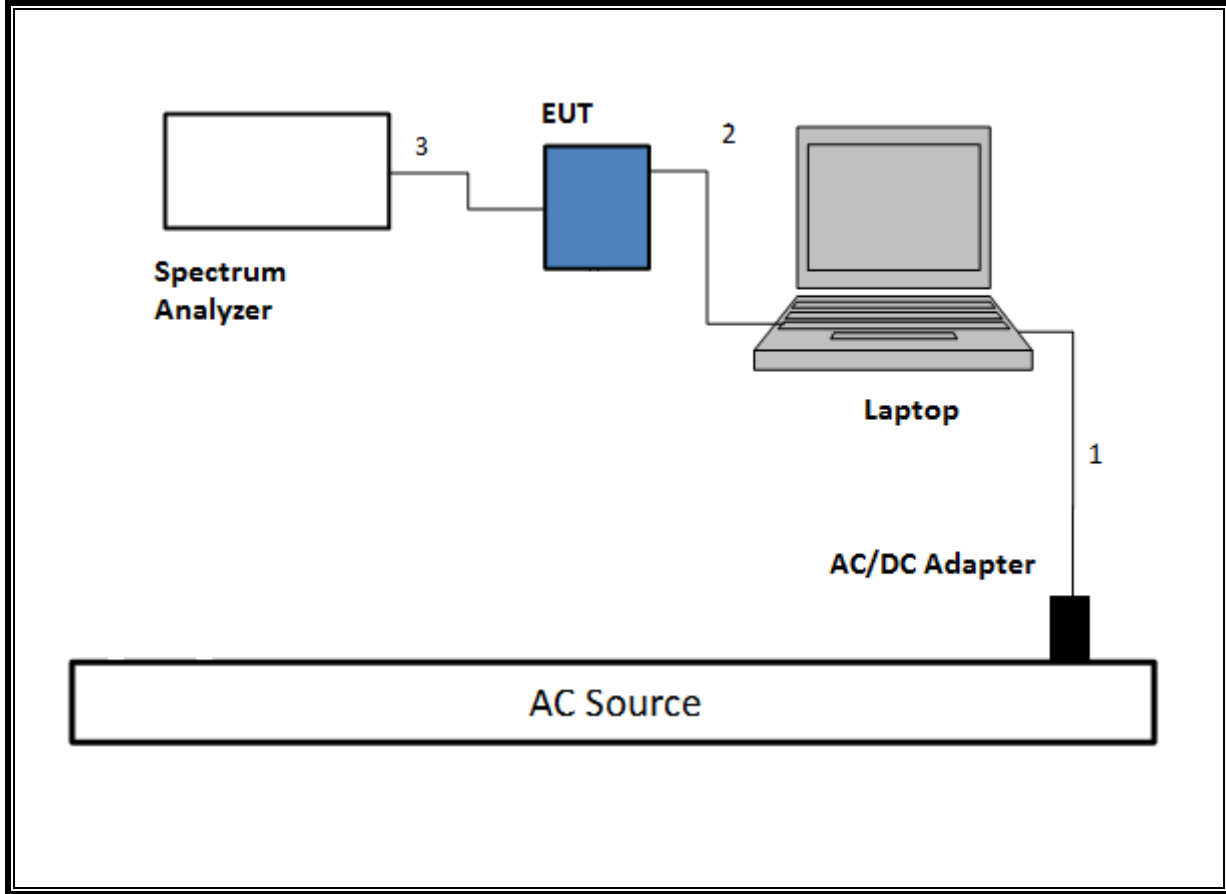 EUT
3
2
Spectrum
Analyzer
Laptop
1
AC/DC Adapter
AC Source